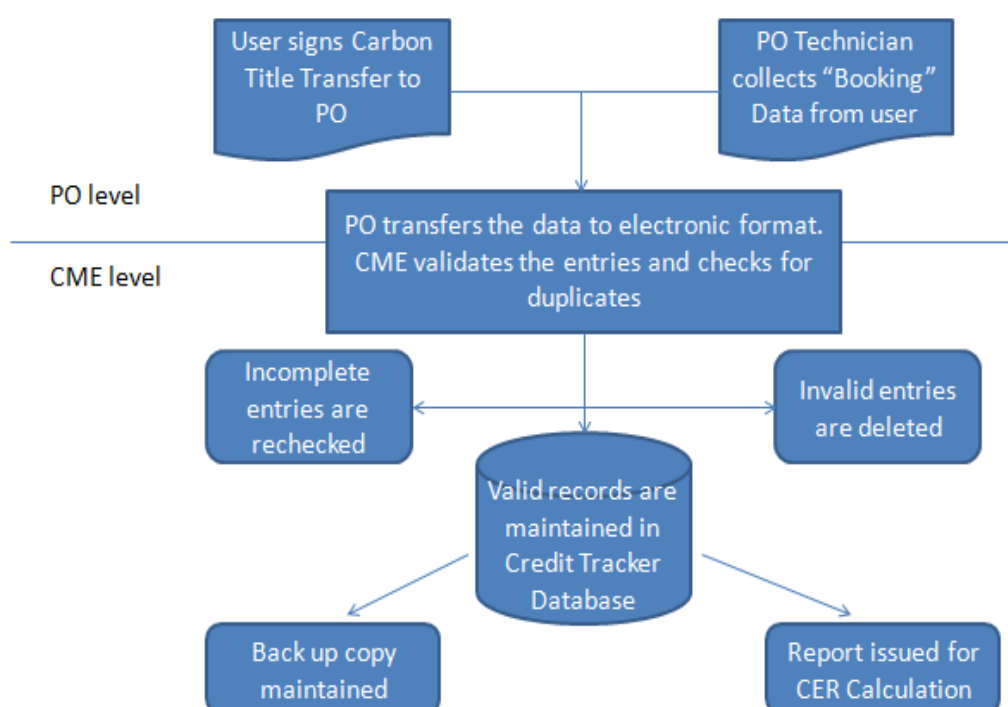 User signs Carbon
Title Transfer to
PO
PO Technician
collects “Booking”
Data from user
PO level
PO transfers the data to electronic format.
CME validates the entries and checks for
duplicates
CME level
Incomplete
entries are
rechecked
Invalid entries
are deleted
Valid records are
maintained in
Credit Tracker
Database
Back up copy
maintained
Report issued for
CER Calculation